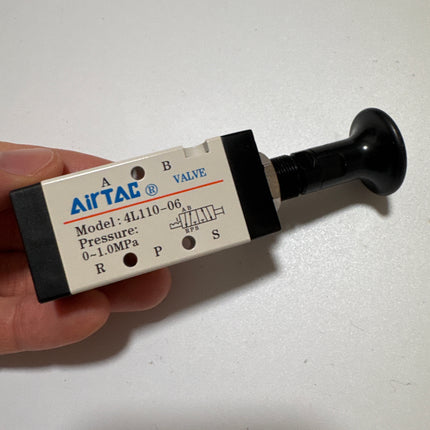 A B
AirTAC ® VALVE
Model: 4L110-06
Pressure:
0~1.0MPa
A B
R P S
R P S